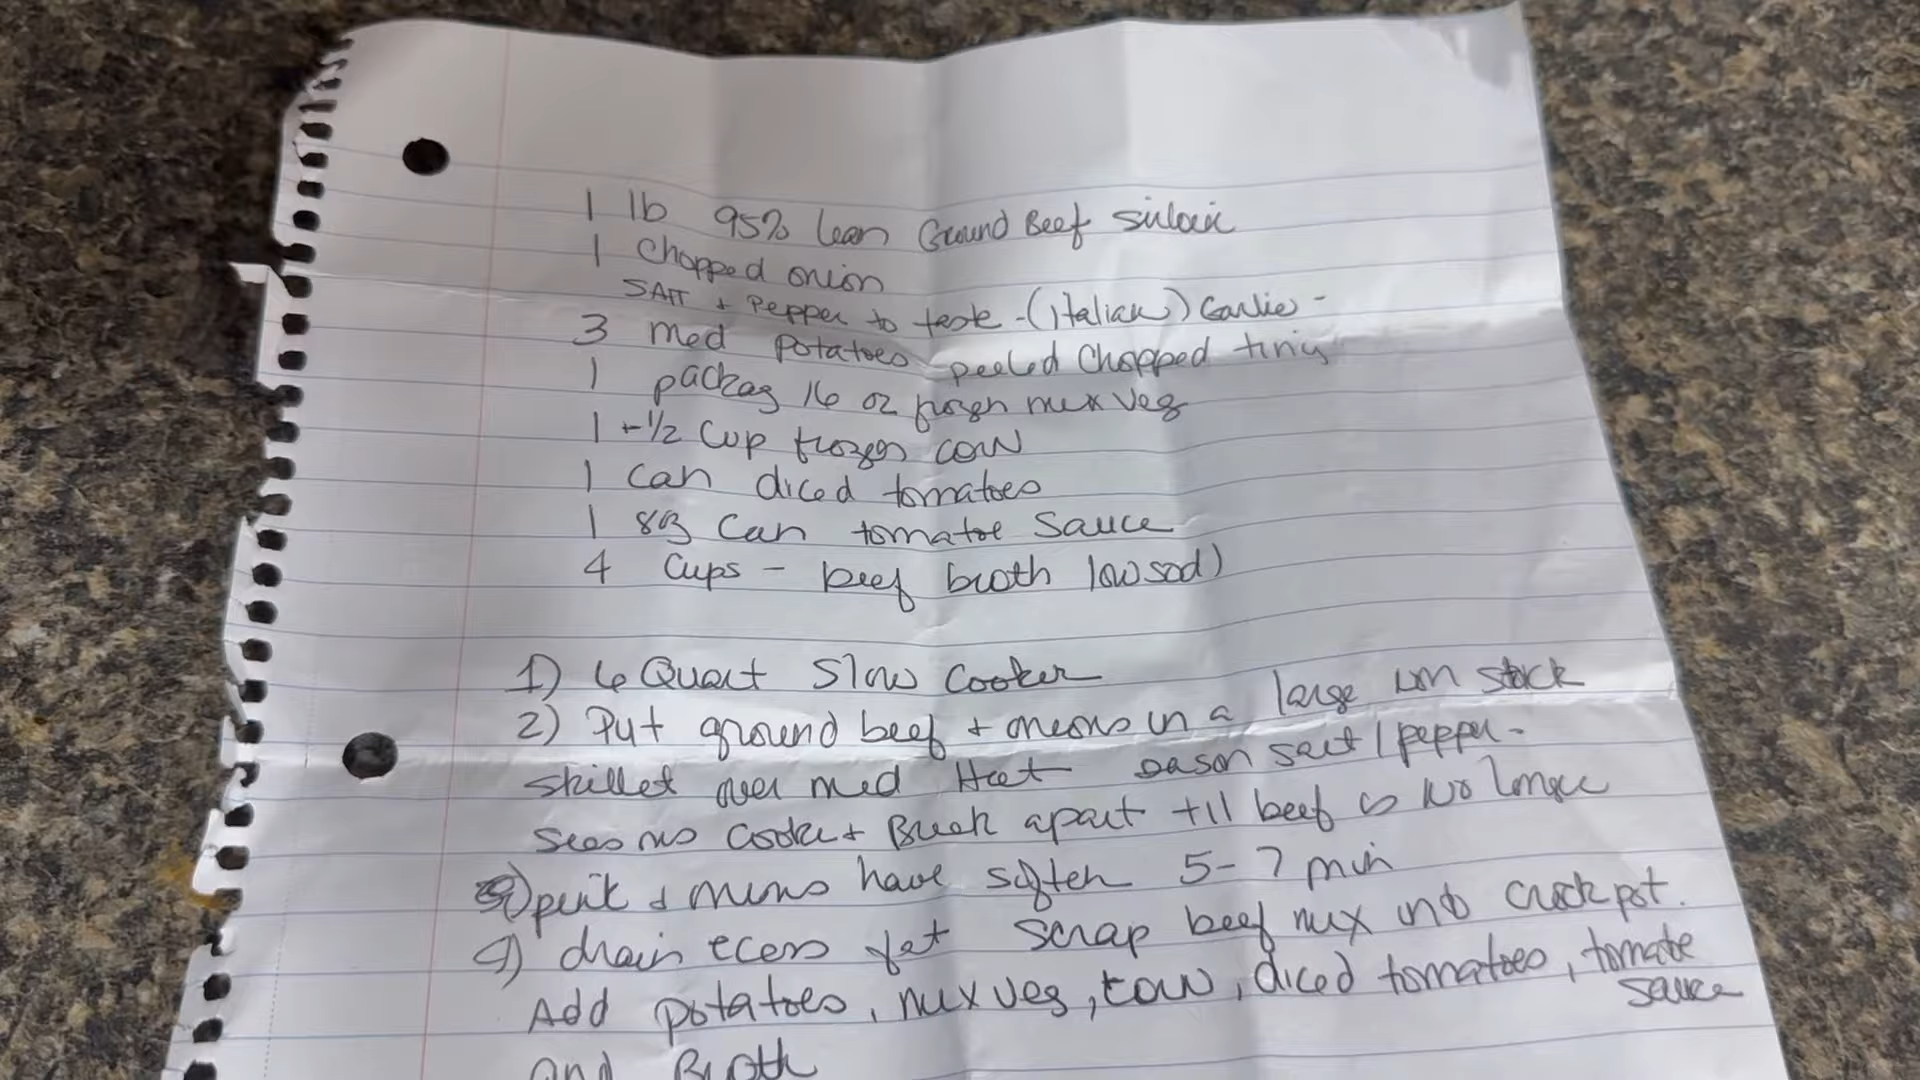 1 lb 95% lean Ground Beef Sirloin
1 Chopped onion
SAlT + Pepper to taste - (italian) Garlic -
3 med potatoes peeled Chopped tiny
1 packag 16 oz frozen mix veg
1 - 1/2 Cup frozen corn
1 can diced tomatoes
1 8oz Can tomatoe Sauce
4 Cups - beef broth low sod)
1) 6 Quart Slow Cooker
2) Put ground beef + onions in a large stick
skillet over med Heat season salt / pepper -
Cook + Break apart till beef is no longer
pink + onions have soften 5-7 min
4) drain ecess fat scrap beef mix into crock pot.
Add potatoes, mix veg, corn, diced tomatoes, tomate
sauce
and Broth